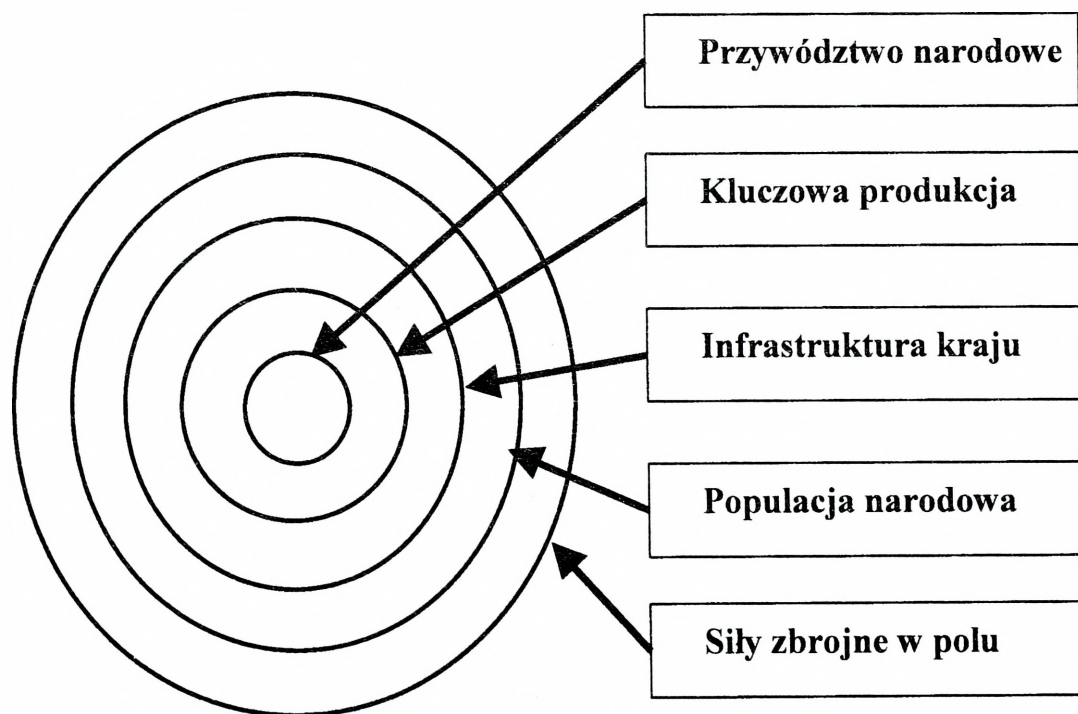 Przywództwo narodowe
Kluczowa produkcja
Infrastruktura kraju
Populacja narodowa
Siły zbrojne w polu